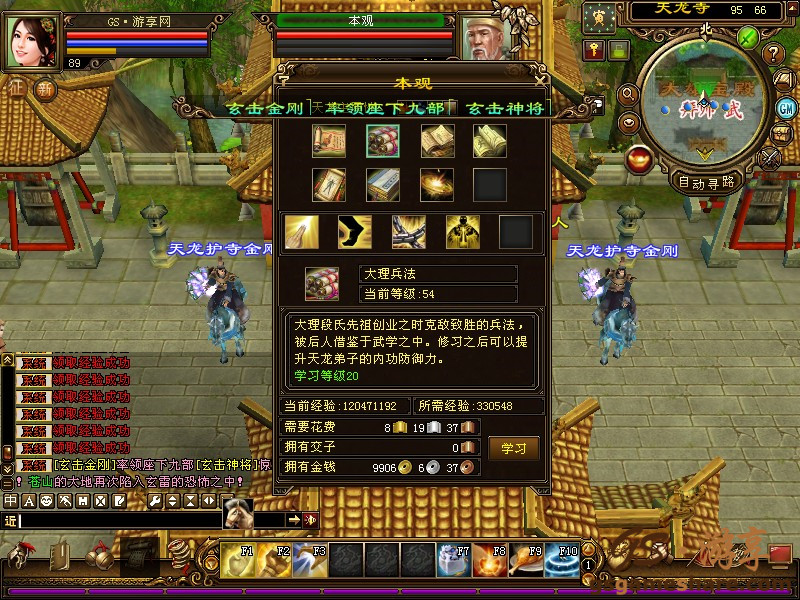 GS·游享网
89
本观
天龙寺
95 66
北
征 新
GM
自动寻路
本观
玄击金刚 率领座下九部 玄击神将
天龙护寺金刚
天龙护寺金刚
大理兵法
当前等级:54
大理段氏先祖创业之时克敌致胜的兵法，
被后人借鉴于武学之中。修习之后可以提
升天龙弟子的内功防御力。
学习等级20
当前经验:120471192 所需经验:330548
需要花费 8 19 37
拥有交子 0
拥有金钱 9906 6 37
学习
系统 领取经验成功
系统 领取经验成功
系统 领取经验成功
系统 领取经验成功
系统 领取经验成功
系统 领取经验成功
系统 [玄击金刚]率领座下九部[玄击神将]惊
! 苍山的大地再次陷入玄雷的恐怖之中!
中 A
近
F1 F2 F3 F7 F8 F9 F10
1
游享